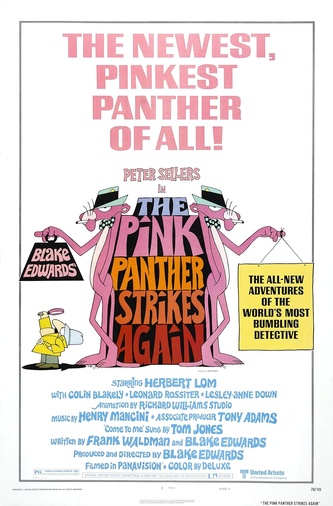 THE NEWEST,
PINKEST
PANTHER
OF ALL!
PETER SELLERS
IN
THE
PINK
PANTHER
STRIKES
AGAIN
BLAKE
EDWARDS'
THE ALL-NEW
ADVENTURES
OF THE
WORLD'S MOST
BUMBLING
DETECTIVE
STARRING HERBERT LOM
WITH COLIN BLAKELY • LEONARD ROSSITER • LESLEY-ANNE DOWN
ANIMATION BY RICHARD WILLIAMS STUDIO
MUSIC BY HENRY MANCINI • ASSOCIATE PRODUCER TONY ADAMS
'COME TO ME' SUNG BY TOM JONES
WRITTEN BY FRANK WALDMAN AND BLAKE EDWARDS
PRODUCED AND DIRECTED BY BLAKE EDWARDS
FILMED IN PANAVISION® COLOR BY DELUXE
PG
United Artists
"THE PINK PANTHER STRIKES AGAIN"